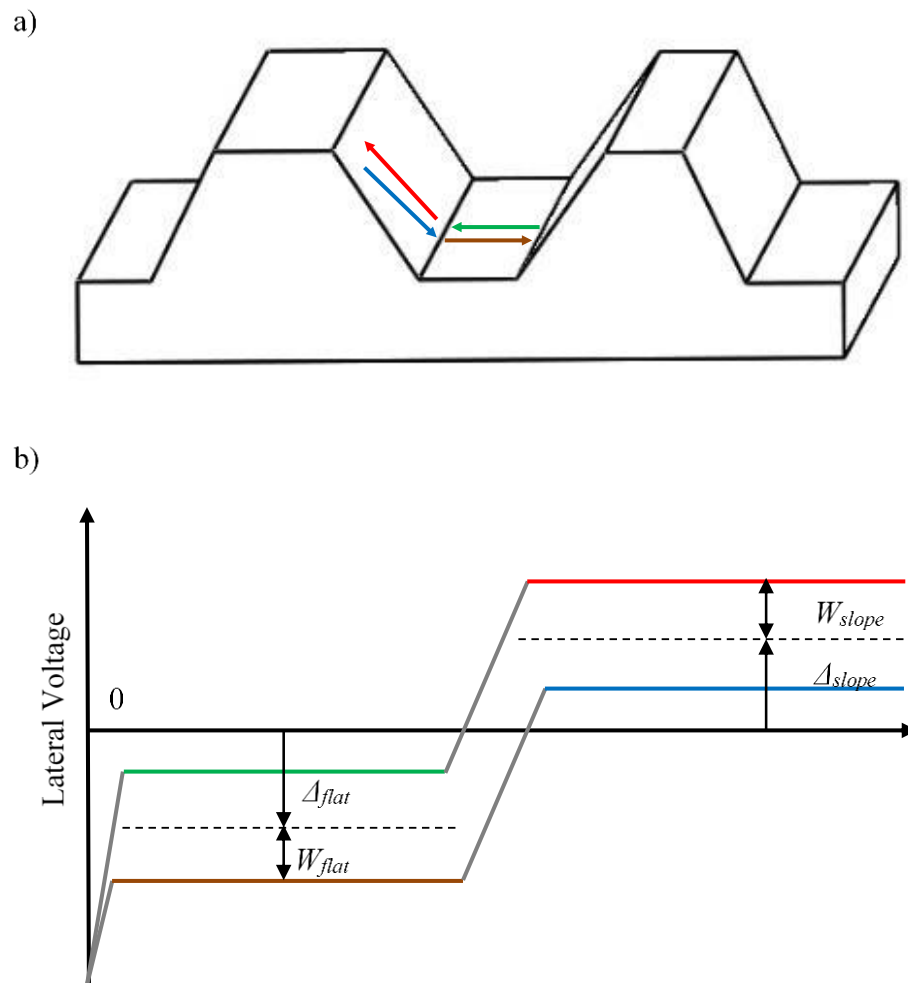 a)
b)
Lateral Voltage
0
W_slope
Δ_slope
Δ_flat
W_flat